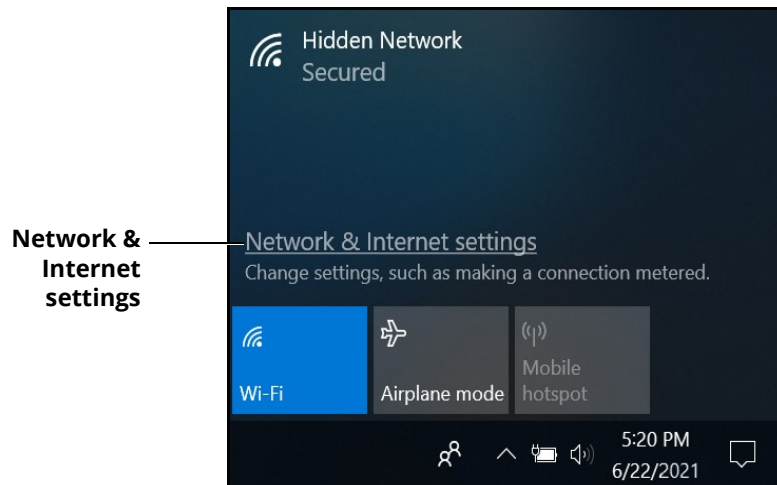 Hidden Network
Secured
Network &
Internet
settings
Network & Internet settings
Change settings, such as making a connection metered.
Wi-Fi
Airplane mode
Mobile
hotspot
5:20 PM
6/22/2021